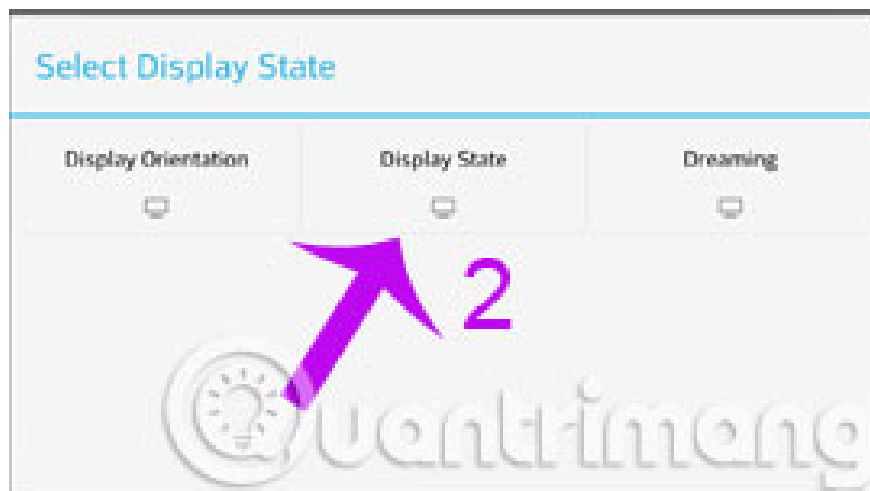 Select Display State
Display Orientation Display State Dreaming
2
Quantrimang